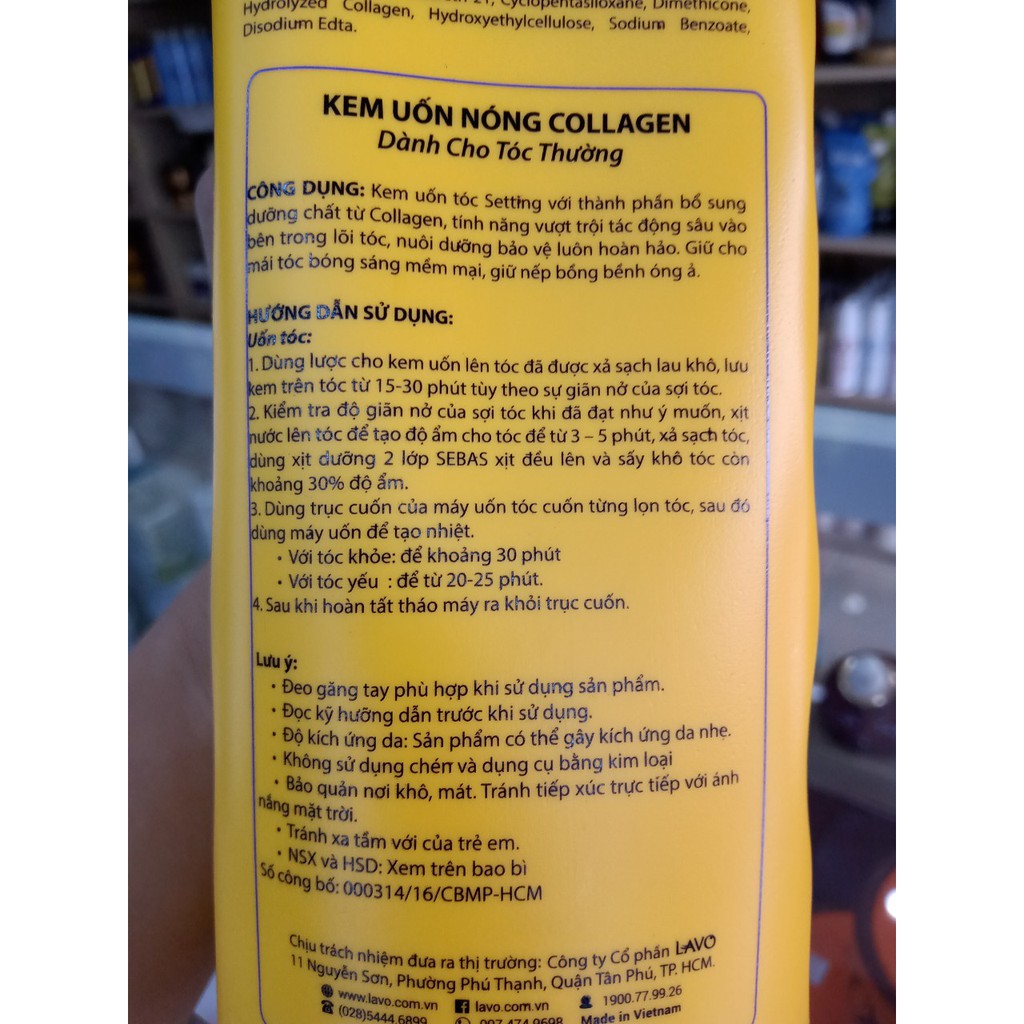 Cyclopentasiloxane, Dimethicone,
Hydrolyzed Collagen, Hydroxyethylcellulose, Sodium Benzoate,
Disodium Edta.
KEM UỐN NÓNG COLLAGEN
Dành Cho Tóc Thường
CÔNG DỤNG: Kem uốn tóc Setting với thành phần bổ sung
dưỡng chất từ Collagen, tính năng vượt trội tác động sâu vào
bên trong lõi tóc, nuôi dưỡng bảo vệ luôn hoàn hảo. Giữ cho
mái tóc bóng sáng mềm mại, giữ nếp bồng bềnh óng ả.
HƯỚNG DẪN SỬ DỤNG:
Uốn tóc:
1. Dùng lược cho kem uốn lên tóc đã được xả sạch lau khô, lưu
kem trên tóc từ 15-30 phút tùy theo sự giãn nở của sợi tóc.
2. Kiểm tra độ giãn nở của sợi tóc khi đã đạt như ý muốn, xịt
nước lên tóc để tạo độ ẩm cho tóc để từ 3 – 5 phút, xả sạch tóc,
dùng xịt dưỡng 2 lớp SEBAS xịt đều lên và sấy khô tóc còn
khoảng 30% độ ẩm.
3. Dùng trục cuốn của máy uốn tóc cuốn từng lọn tóc, sau đó
dùng máy uốn để tạo nhiệt.
• Với tóc khỏe: để khoảng 30 phút
• Với tóc yếu : để từ 20-25 phút.
4. Sau khi hoàn tất tháo máy ra khỏi trục cuốn.
Lưu ý:
• Đeo găng tay phù hợp khi sử dụng sản phẩm.
• Đọc kỹ hưỡng dẫn trước khi sử dụng.
• Độ kích ứng da: Sản phẩm có thể gây kích ứng da nhẹ.
• Không sử dụng chén và dụng cụ bằng kim loại
• Bảo quản nơi khô, mát. Tránh tiếp xúc trực tiếp với ánh
nắng mặt trời.
• Tránh xa tầm với của trẻ em.
• NSX và HSD: Xem trên bao bì
Số công bố: 000314/16/CBMP-HCM
Chịu trách nhiệm đưa ra thị trường: Công ty Cổ phần LAVO
11 Nguyễn Sơn, Phường Phú Thạnh, Quận Tân Phú, TP. HCM.
www.lavo.com.vn lavo.com.vn 1900.77.99.26
(028)5444.6899 097.474.9698 Made in Vietnam